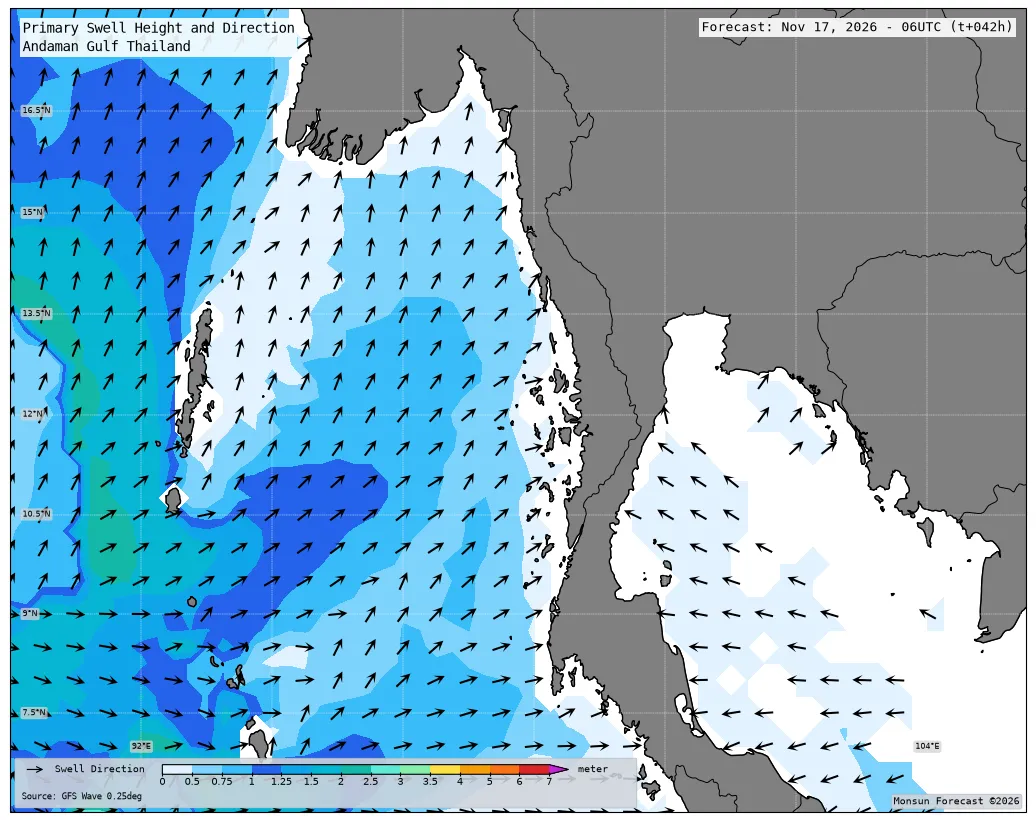 Primary Swell Height and Direction
Andaman Gulf Thailand
Forecast: Nov 17, 2026 - 06UTC (t+042h)
16.5°N
15°N
13.5°N
12°N
10.5°N
9°N
7.5°N
92°E
104°E
Swell Direction
0 0.5 0.75 1.25 1.5 2 2.5 3 3.5 4 5 6 7
meter
Source: GFS Wave 0.25deg
Monsun Forecast ©2026